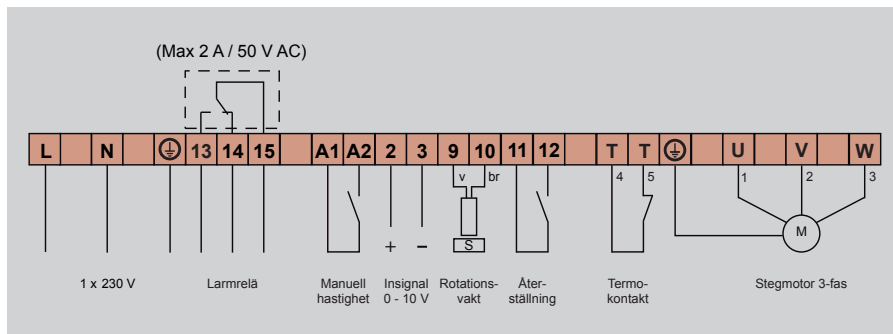 (Max 2 A / 50 V AC)
L N 13 14 15 A1 A2 2 3 9 10 11 12 T T U V W
v br 4 5 1 2 3
+ – S M
1 x 230 V
Larmrelä
Manuell
hastighet
Insignal
0 - 10 V
Rotations-
vakt
Åter-
ställning
Termo-
kontakt
Stegmotor 3-fas